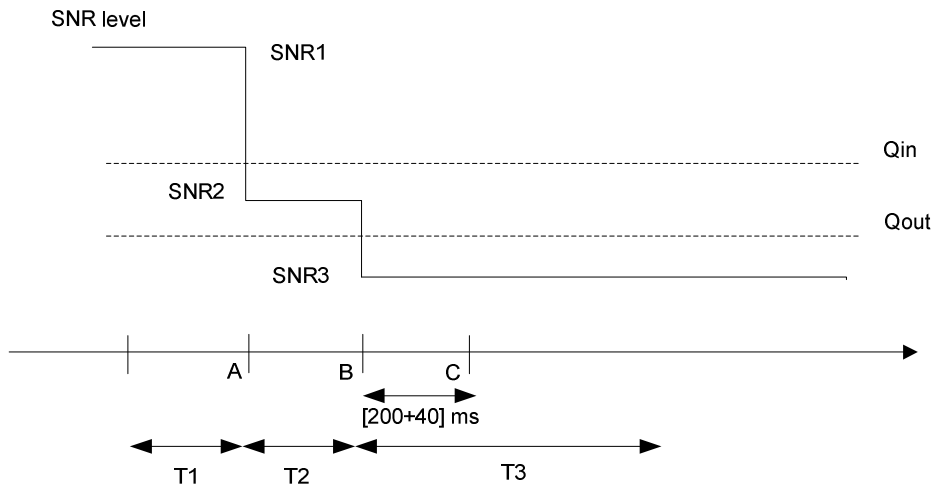 SNR level
SNR1
Qin
SNR2
Qout
SNR3
A B C
[200+40] ms
T1 T2 T3